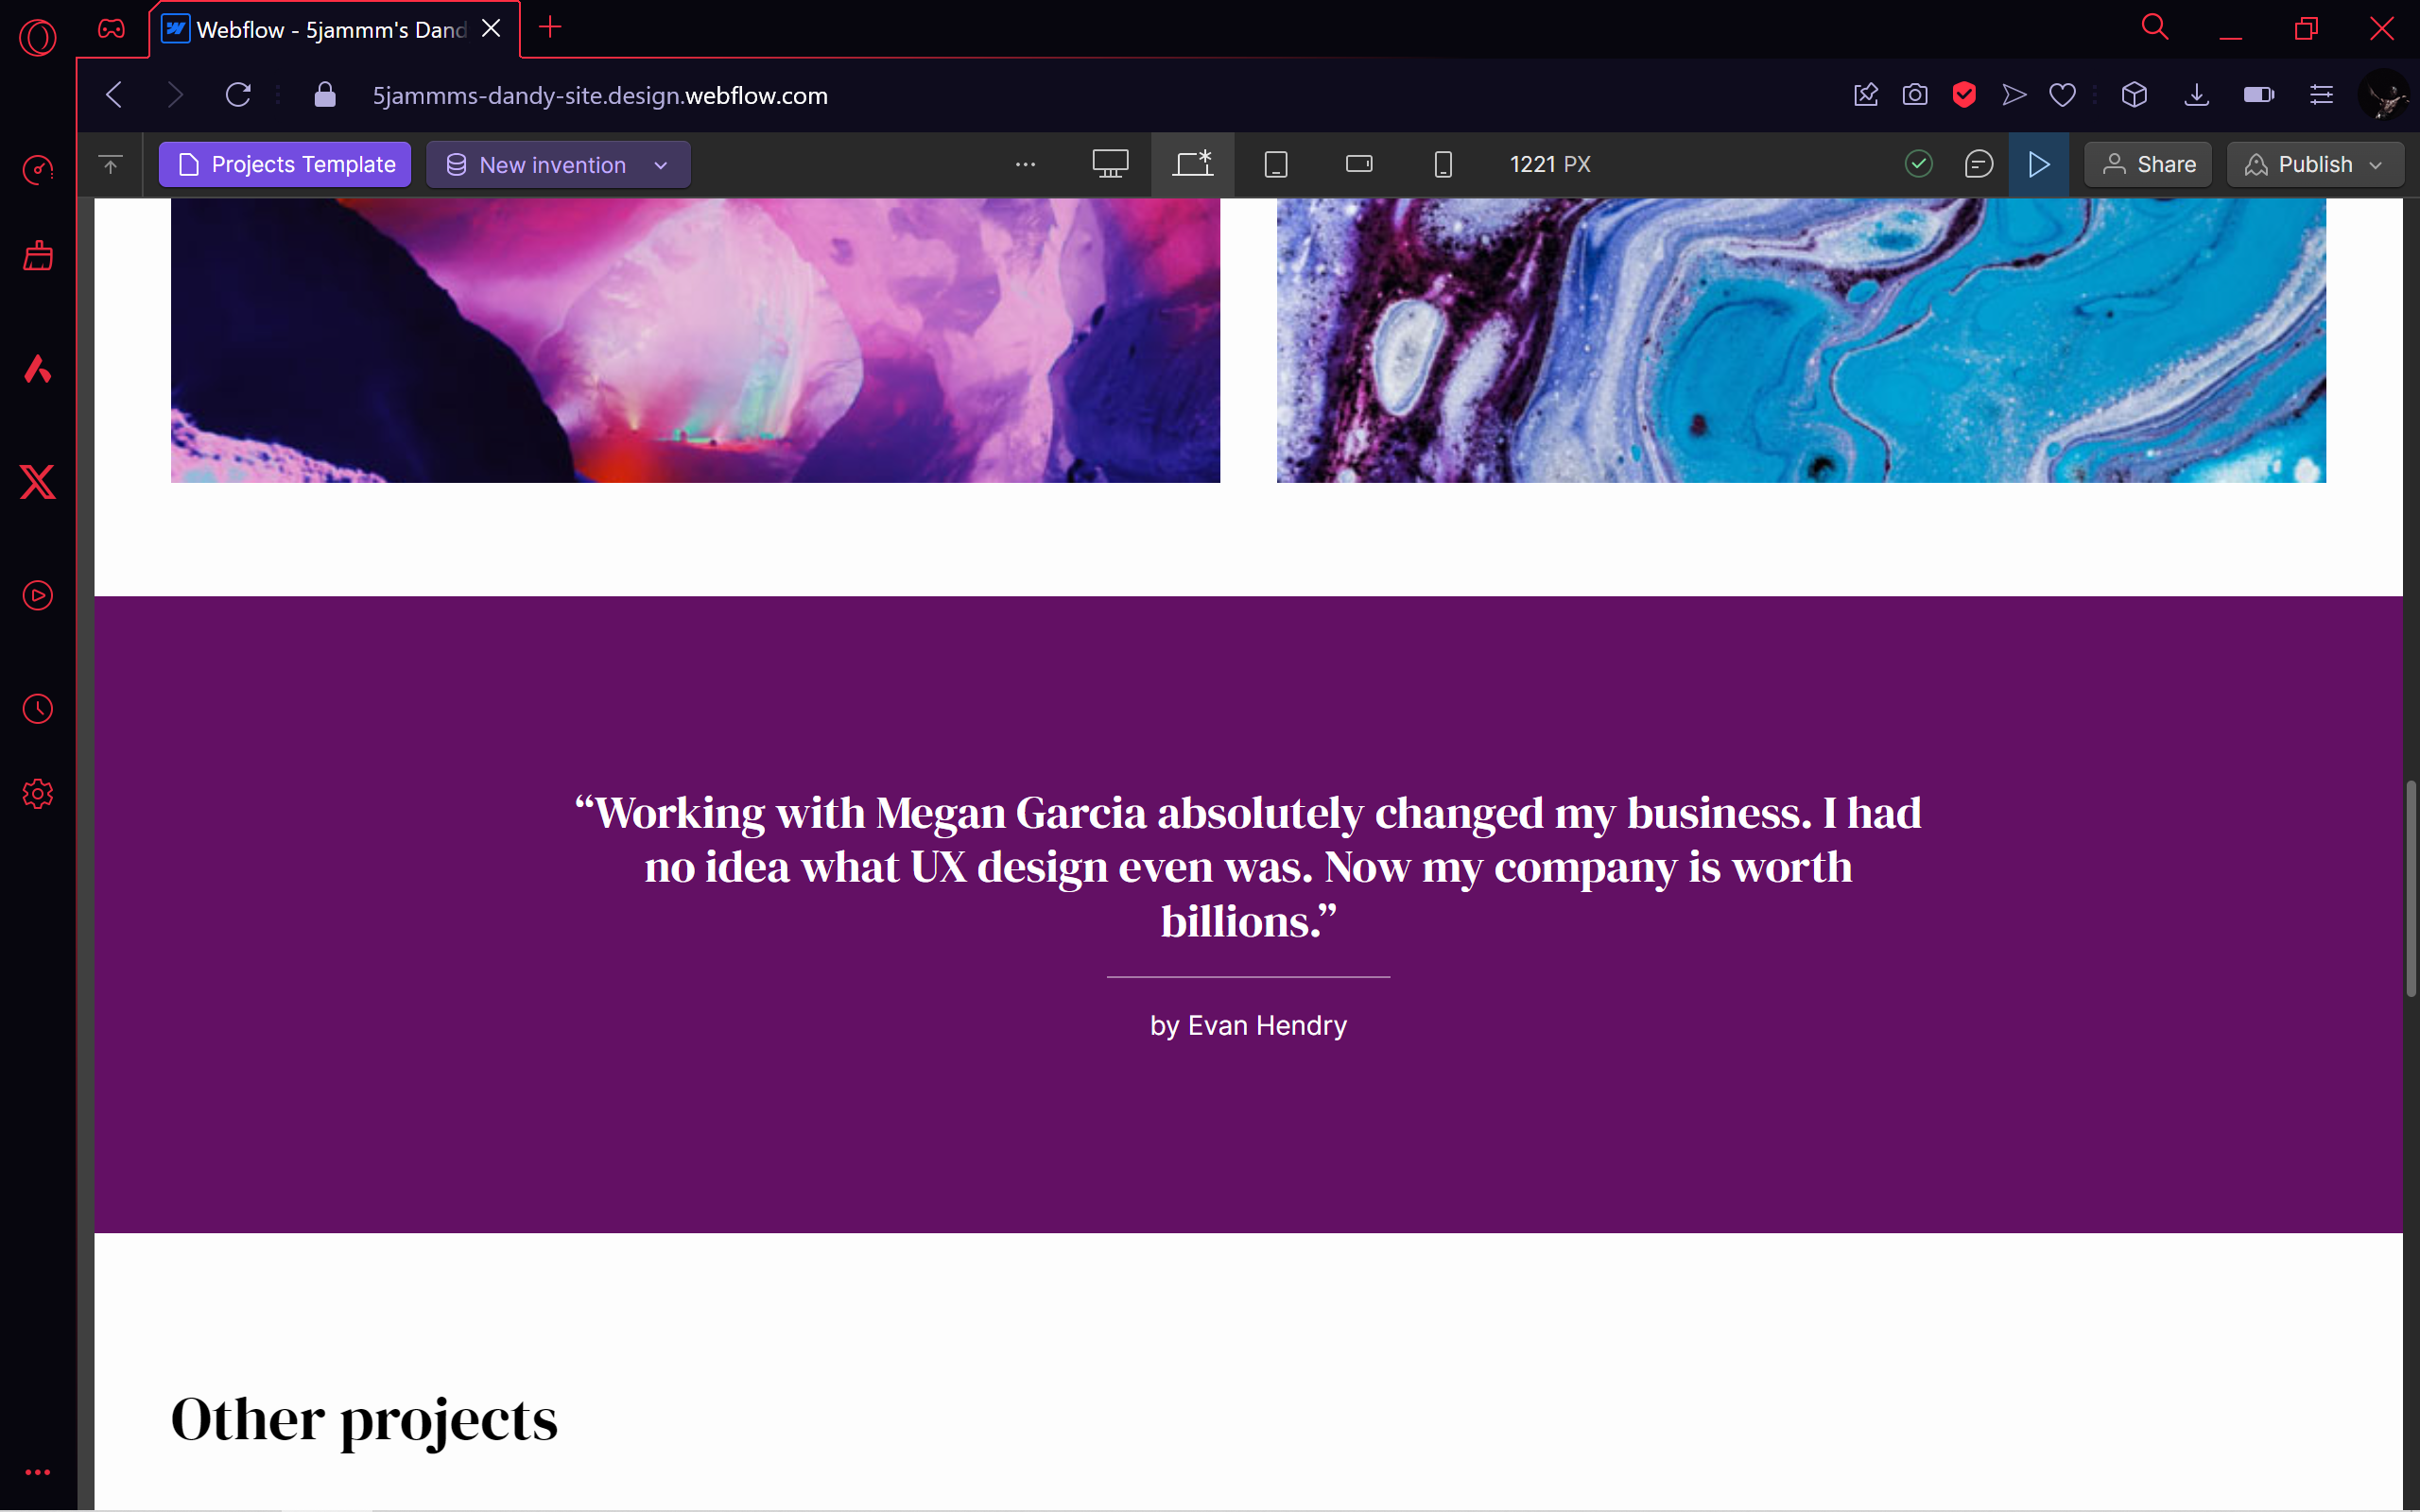 Webflow - 5jammm's Dand
5jammms-dandy-site.design.webflow.com
Projects Template
New invention
1221 PX
Share
Publish
“Working with Megan Garcia absolutely changed my business. I had
no idea what UX design even was. Now my company is worth
billions.”
by Evan Hendry
Other projects